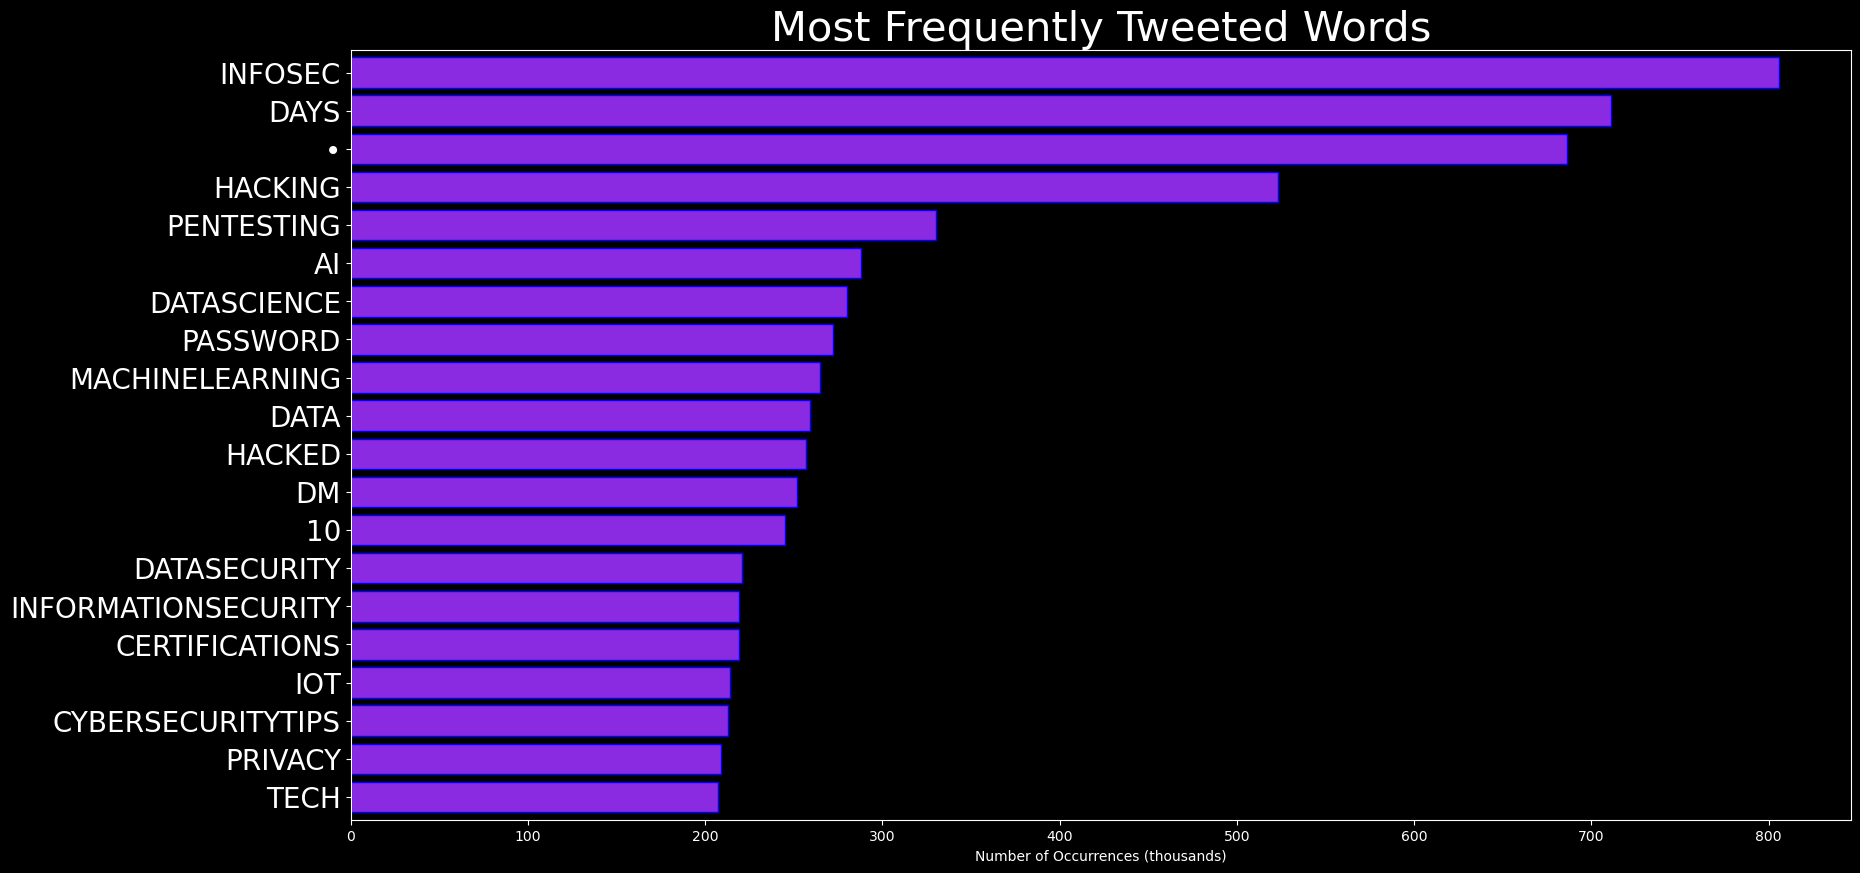 Most Frequently Tweeted Words
INFOSEC
DAYS
•
HACKING
PENTESTING
AI
DATASCIENCE
PASSWORD
MACHINELEARNING
DATA
HACKED
DM
10
DATASECURITY
INFORMATIONSECURITY
CERTIFICATIONS
IOT
CYBERSECURITYTIPS
PRIVACY
TECH
0 100 200 300 400 500 600 700 800
Number of Occurrences (thousands)